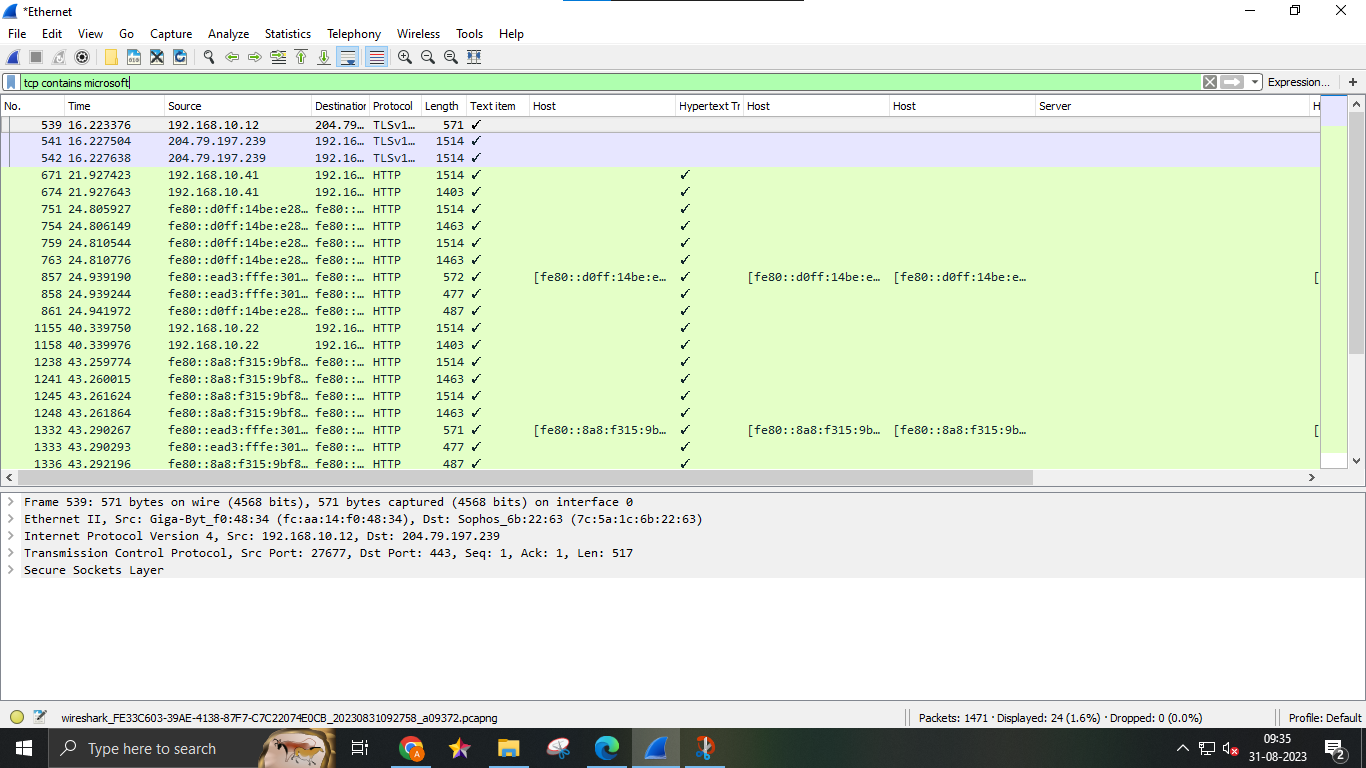 *Ethernet
File Edit View Go Capture Analyze Statistics Telephony Wireless Tools Help
tcp contains microsoft Expression... +
No. Time Source Destination Protocol Length Text item Host Hypertext Tr Host Host Server H
539 16.223376 192.168.10.12 204.79... TLSv1... 571 ✓
541 16.227504 204.79.197.239 192.16... TLSv1... 1514 ✓
542 16.227638 204.79.197.239 192.16... TLSv1... 1514 ✓
671 21.927423 192.168.10.41 192.16... HTTP 1514 ✓ ✓
674 21.927643 192.168.10.41 192.16... HTTP 1403 ✓ ✓
751 24.805927 fe80::d0ff:14be:e28... fe80::... HTTP 1514 ✓ ✓
754 24.806149 fe80::d0ff:14be:e28... fe80::... HTTP 1463 ✓ ✓
759 24.810544 fe80::d0ff:14be:e28... fe80::... HTTP 1514 ✓ ✓
763 24.810776 fe80::d0ff:14be:e28... fe80::... HTTP 1463 ✓ ✓
857 24.939190 fe80::ead3:fffe:301... fe80::... HTTP 572 ✓ [fe80::d0ff:14be:e... ✓ [fe80::d0ff:14be:e... [fe80::d0ff:14be:e... [
858 24.939244 fe80::ead3:fffe:301... fe80::... HTTP 477 ✓ ✓
861 24.941972 fe80::d0ff:14be:e28... fe80::... HTTP 487 ✓ ✓
1155 40.339750 192.168.10.22 192.16... HTTP 1514 ✓ ✓
1158 40.339976 192.168.10.22 192.16... HTTP 1403 ✓ ✓
1238 43.259774 fe80::8a8:f315:9bf8... fe80::... HTTP 1514 ✓ ✓
1241 43.260015 fe80::8a8:f315:9bf8... fe80::... HTTP 1463 ✓ ✓
1245 43.261624 fe80::8a8:f315:9bf8... fe80::... HTTP 1514 ✓ ✓
1248 43.261864 fe80::8a8:f315:9bf8... fe80::... HTTP 1463 ✓ ✓
1332 43.290267 fe80::ead3:fffe:301... fe80::... HTTP 571 ✓ [fe80::8a8:f315:9b... ✓ [fe80::8a8:f315:9b... [fe80::8a8:f315:9b... [
1333 43.290293 fe80::ead3:fffe:301... fe80::... HTTP 477 ✓ ✓
1336 43.292196 fe80::8a8:f315:9bf8... fe80::... HTTP 487 ✓ ✓
Frame 539: 571 bytes on wire (4568 bits), 571 bytes captured (4568 bits) on interface 0
Ethernet II, Src: Giga-Byt_f0:48:34 (fc:aa:14:f0:48:34), Dst: Sophos_6b:22:63 (7c:5a:1c:6b:22:63)
Internet Protocol Version 4, Src: 192.168.10.12, Dst: 204.79.197.239
Transmission Control Protocol, Src Port: 27677, Dst Port: 443, Seq: 1, Ack: 1, Len: 517
Secure Sockets Layer
wireshark_FE33C603-39AE-4138-87F7-C7C22074E0CB_20230831092758_a09372.pcapng Packets: 1471 · Displayed: 24 (1.6%) · Dropped: 0 (0.0%) Profile: Default
Type here to search A 09:35
31-08-2023 2